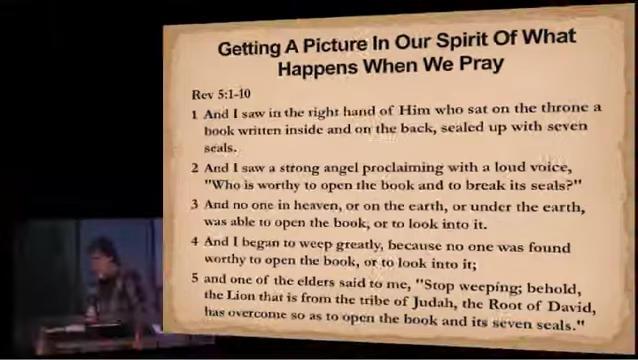 Getting A Picture In Our Spirit Of What
Happens When We Pray
Rev 5:1-10
1 And I saw in the right hand of Him who sat on the throne a
book written inside and on the back, sealed up with seven
seals.
2 And I saw a strong angel proclaiming with a loud voice,
"Who is worthy to open the book and to break its seals?"
3 And no one in heaven, or on the earth, or under the earth,
was able to open the book, or to look into it.
4 And I began to weep greatly, because no one was found
worthy to open the book, or to look into it;
5 and one of the elders said to me, "Stop weeping; behold,
the Lion that is from the tribe of Judah, the Root of David,
has overcome so as to open the book and its seven seals."